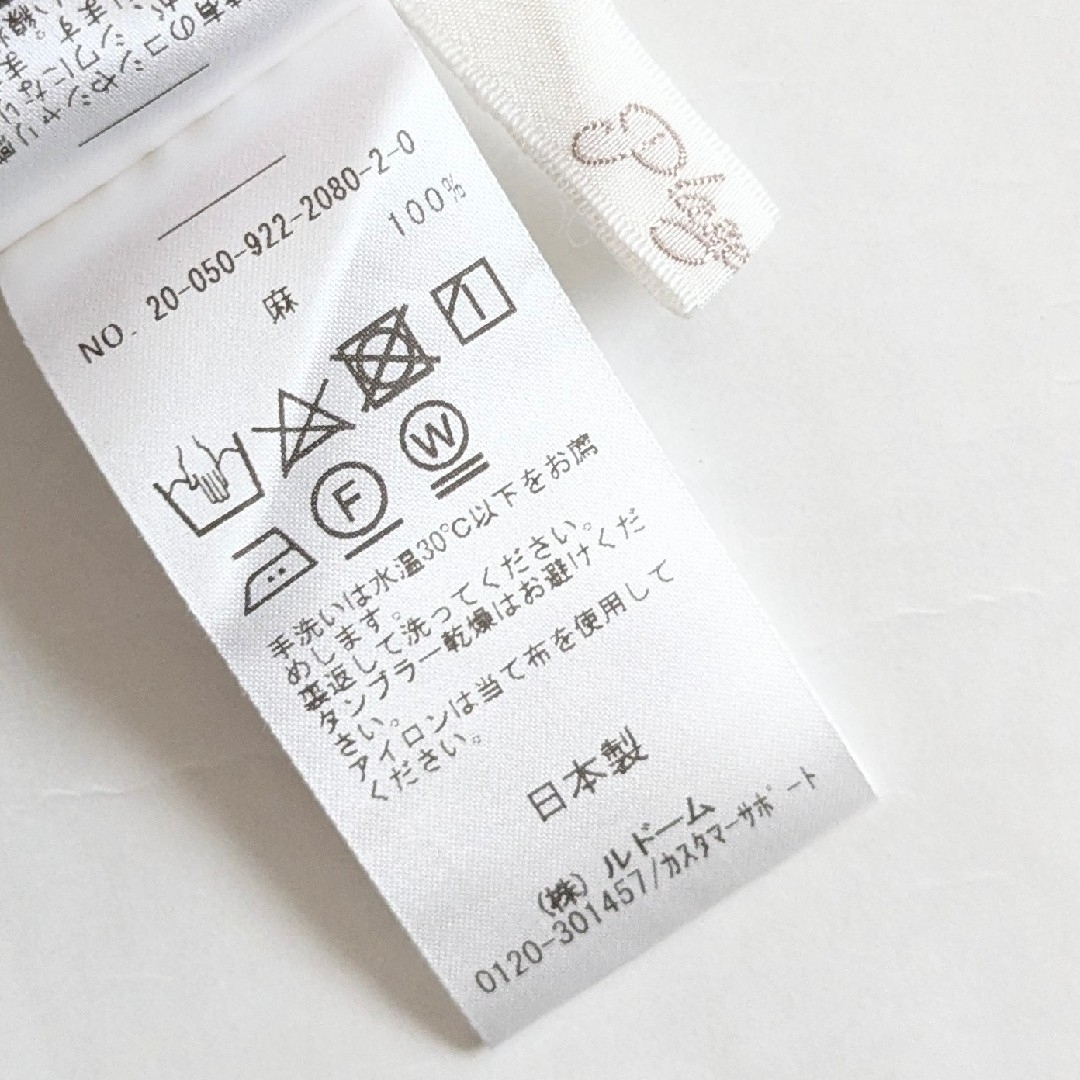 NO. 20-050-922-2080-2-0
麻 100%
F W
手洗いは水温30℃以下をお薦
めします。
裏返して洗ってください。
タンブラー乾燥はお避けくだ
さい。
アイロンは当て布を使用して
ください。
日本製
(株) ルドーム
0120-301457/カスタマーサポート